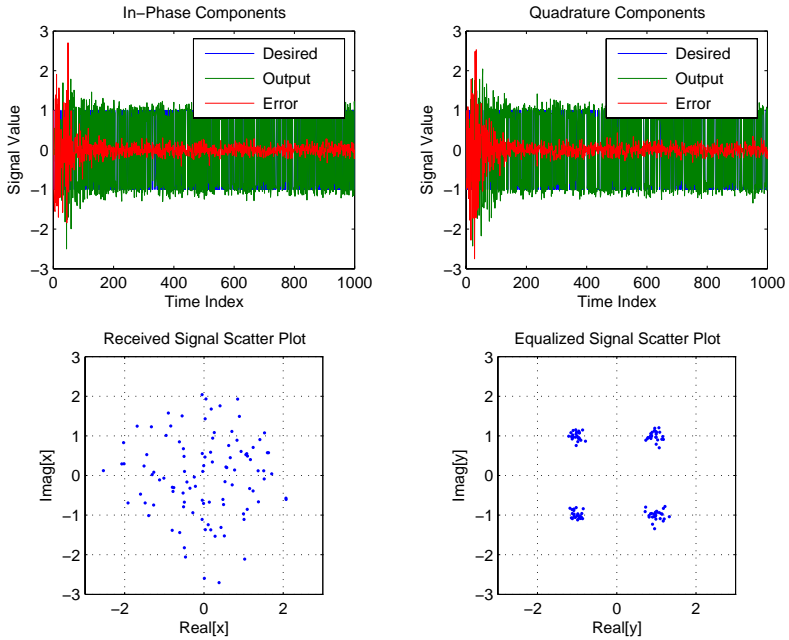 In−Phase Components
Quadrature Components
3
2
1
0
−1
−2
−3
Signal Value
Desired
Output
Error
0
200
400
600
800
1000
Time Index
3
2
1
0
−1
−2
−3
Signal Value
Desired
Output
Error
0
200
400
600
800
1000
Time Index
Received Signal Scatter Plot
3
2
1
0
−1
−2
−3
Imag[x]
−2
0
2
Real[x]
Equalized Signal Scatter Plot
3
2
1
0
−1
−2
−3
Imag[y]
−2
0
2
Real[y]